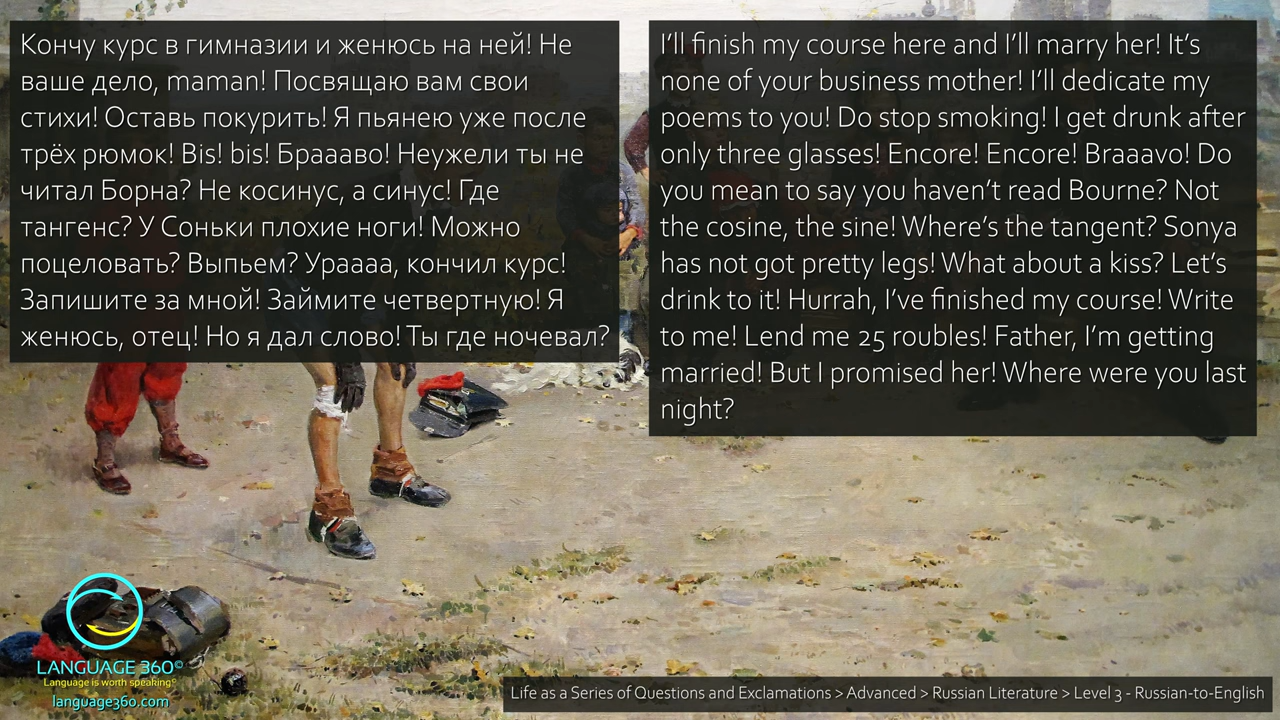 Кончу курс в гимназии и женюсь на ней! Не
ваше дело, maman! Посвящаю вам свои
стихи! Оставь покурить! Я пьянею уже после
трёх рюмок! Bis! bis! Браааво! Неужели ты не
читал Борна? Не косинус, а синус! Где
тангенс? У Соньки плохие ноги! Можно
поцеловать? Выпьем? Ураааа, кончил курс!
Запишите за мной! Займите четвертную! Я
женюсь, отец! Но я дал слово! Ты где ночевал?
I'll finish my course here and I'll marry her! It's
none of your business mother! I'll dedicate my
poems to you! Do stop smoking! I get drunk after
only three glasses! Encore! Encore! Braaavo! Do
you mean to say you haven't read Bourne? Not
the cosine, the sine! Where's the tangent? Sonya
has not got pretty legs! What about a kiss? Let's
drink to it! Hurrah, I've finished my course! Write
to me! Lend me 25 roubles! Father, I'm getting
married! But I promised her! Where were you last
night?
LANGUAGE 360©
Language is worth speaking©
language360.com
Life as a Series of Questions and Exclamations > Advanced > Russian Literature > Level 3 - Russian-to-English